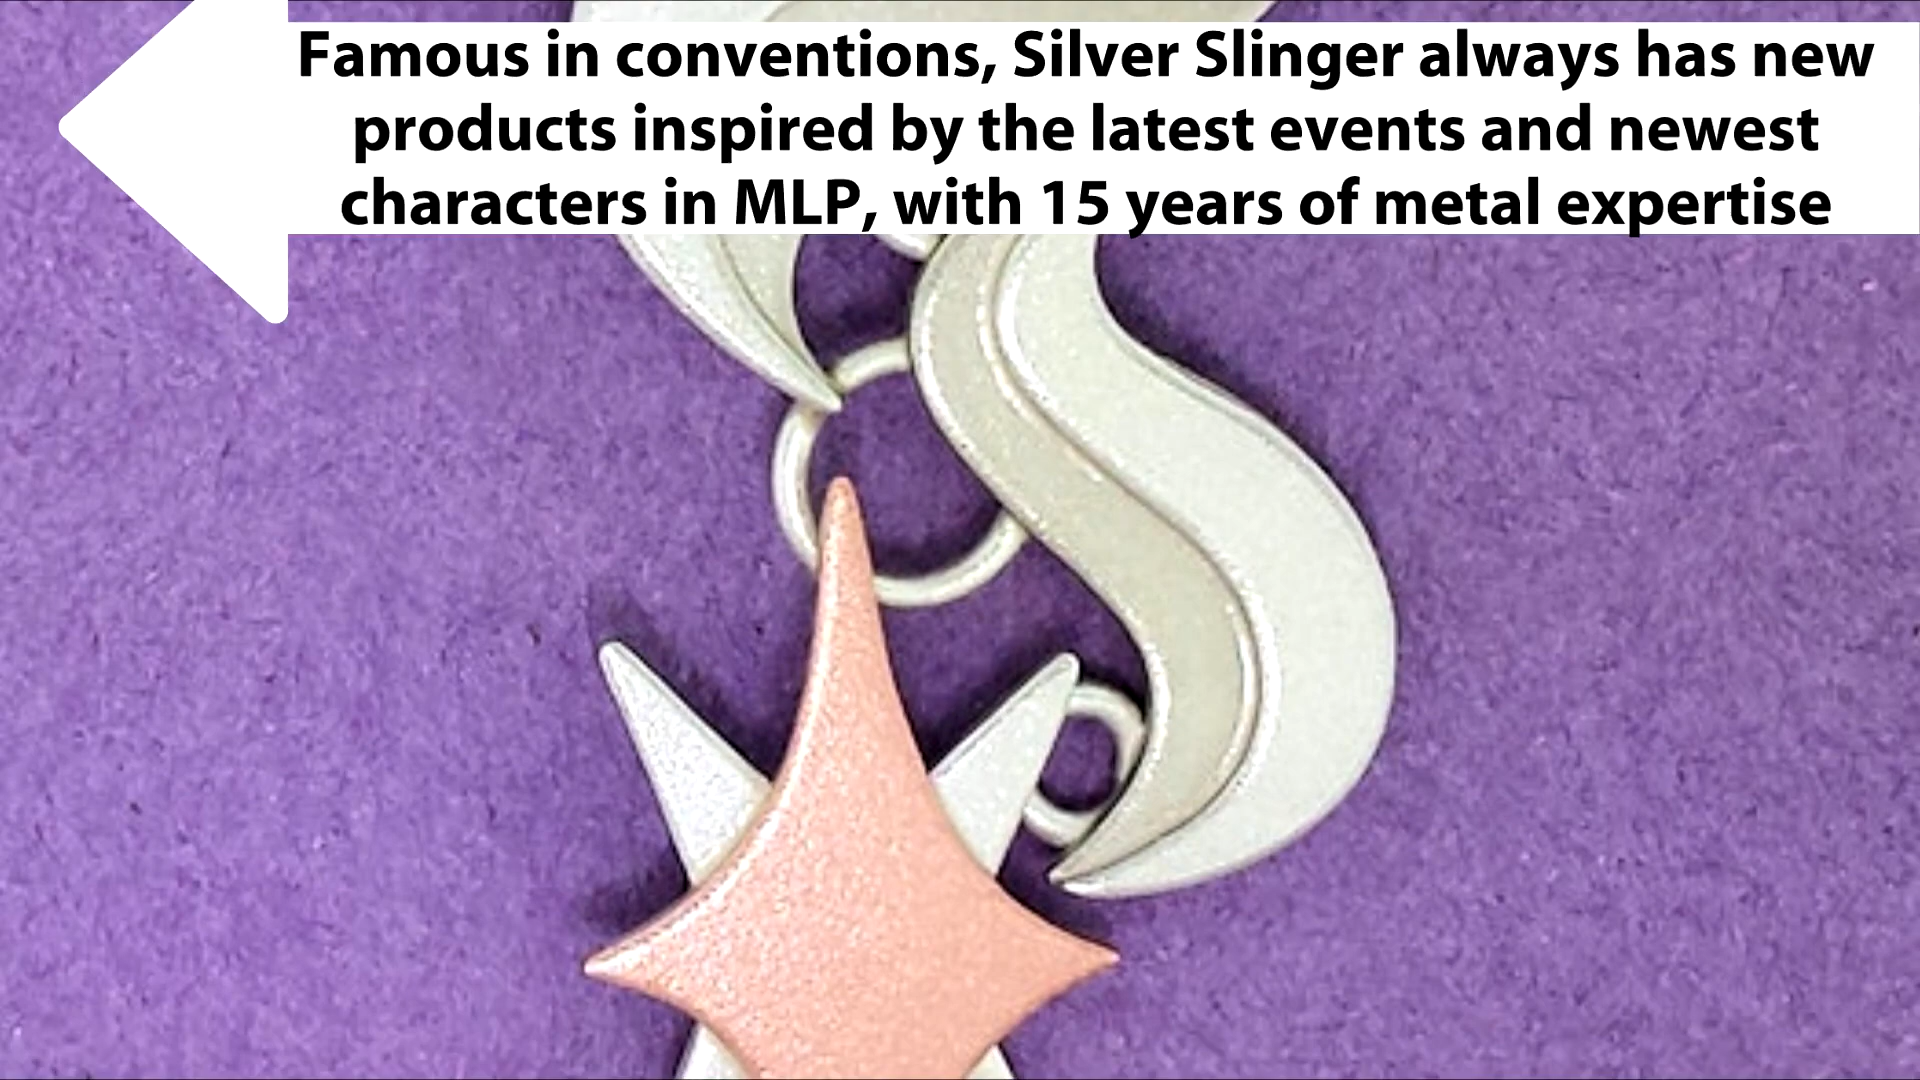 Famous in conventions, Silver Slinger always has new
products inspired by the latest events and newest
characters in MLP, with 15 years of metal expertise